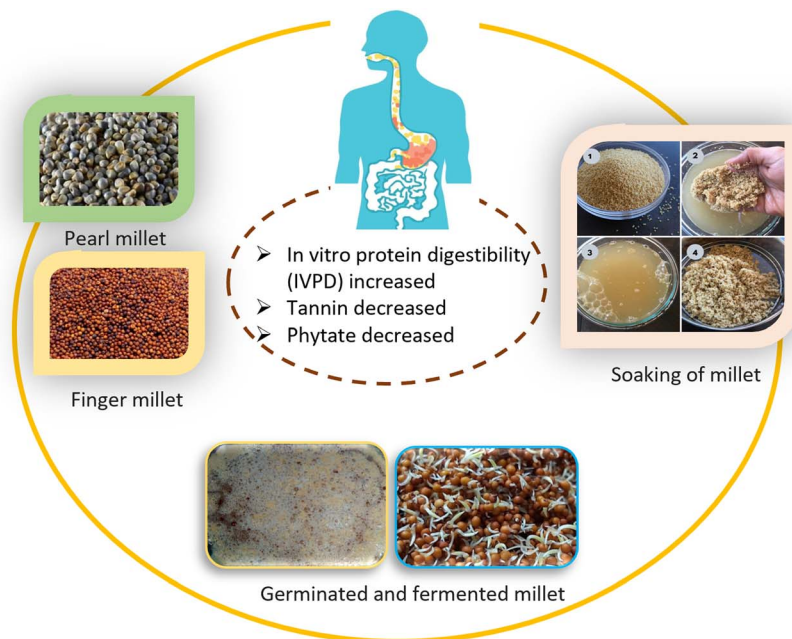 Pearl millet
Finger millet
➤ In vitro protein digestibility
(IVPD) increased
➤ Tannin decreased
➤ Phytate decreased
1
2
3
4
Soaking of millet
Germinated and fermented millet